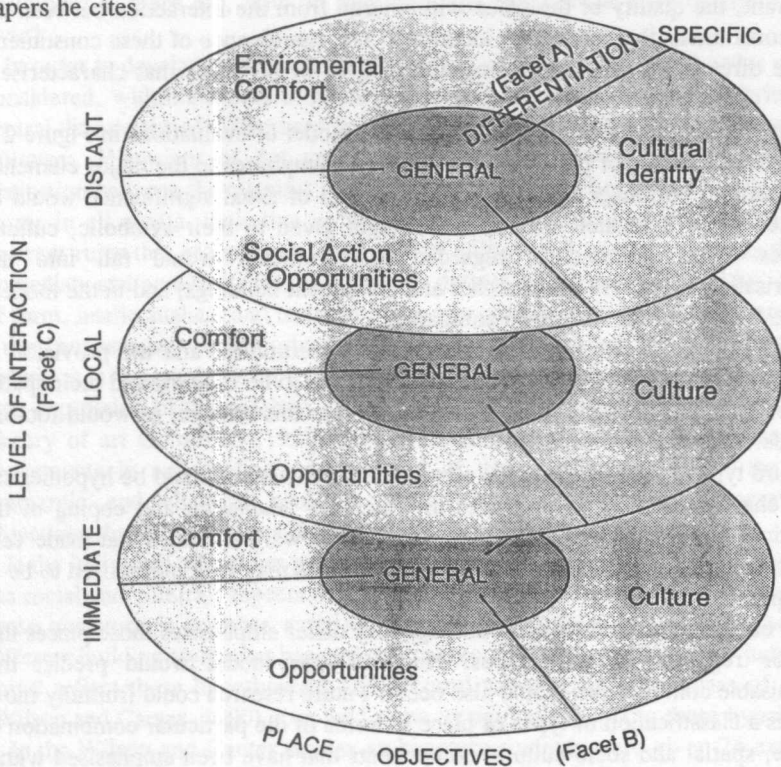 apers he cites.
SPECIFIC
(Facet A)
DIFFERENTIATION
Enviromental
Comfort
GENERAL
Cultural
Identity
Social Action
Opportunities
DISTANT
Comfort
GENERAL
Culture
Opportunities
LOCAL
LEVEL OF INTERACTION
(Facet C)
Comfort
GENERAL
Culture
Opportunities
IMMEDIATE
PLACE OBJECTIVES (Facet B)